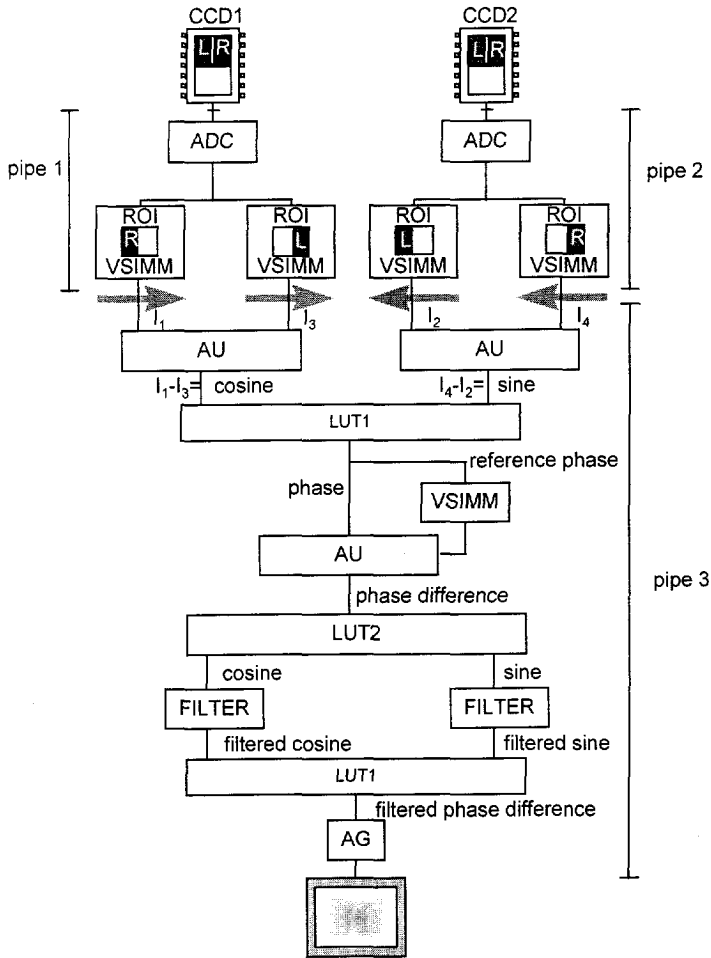 CCD1 CCD2
L R L R
ADC ADC
pipe 1 pipe 2
ROI ROI ROI ROI
R L L R
VSIMM VSIMM VSIMM VSIMM
I₁ I₃ I₂ I₄
AU AU
I₁-I₃= cosine I₄-I₂= sine
LUT1
reference phase
phase
VSIMM
AU
pipe 3
phase difference
LUT2
cosine sine
FILTER FILTER
filtered cosine filtered sine
LUT1
filtered phase difference
AG